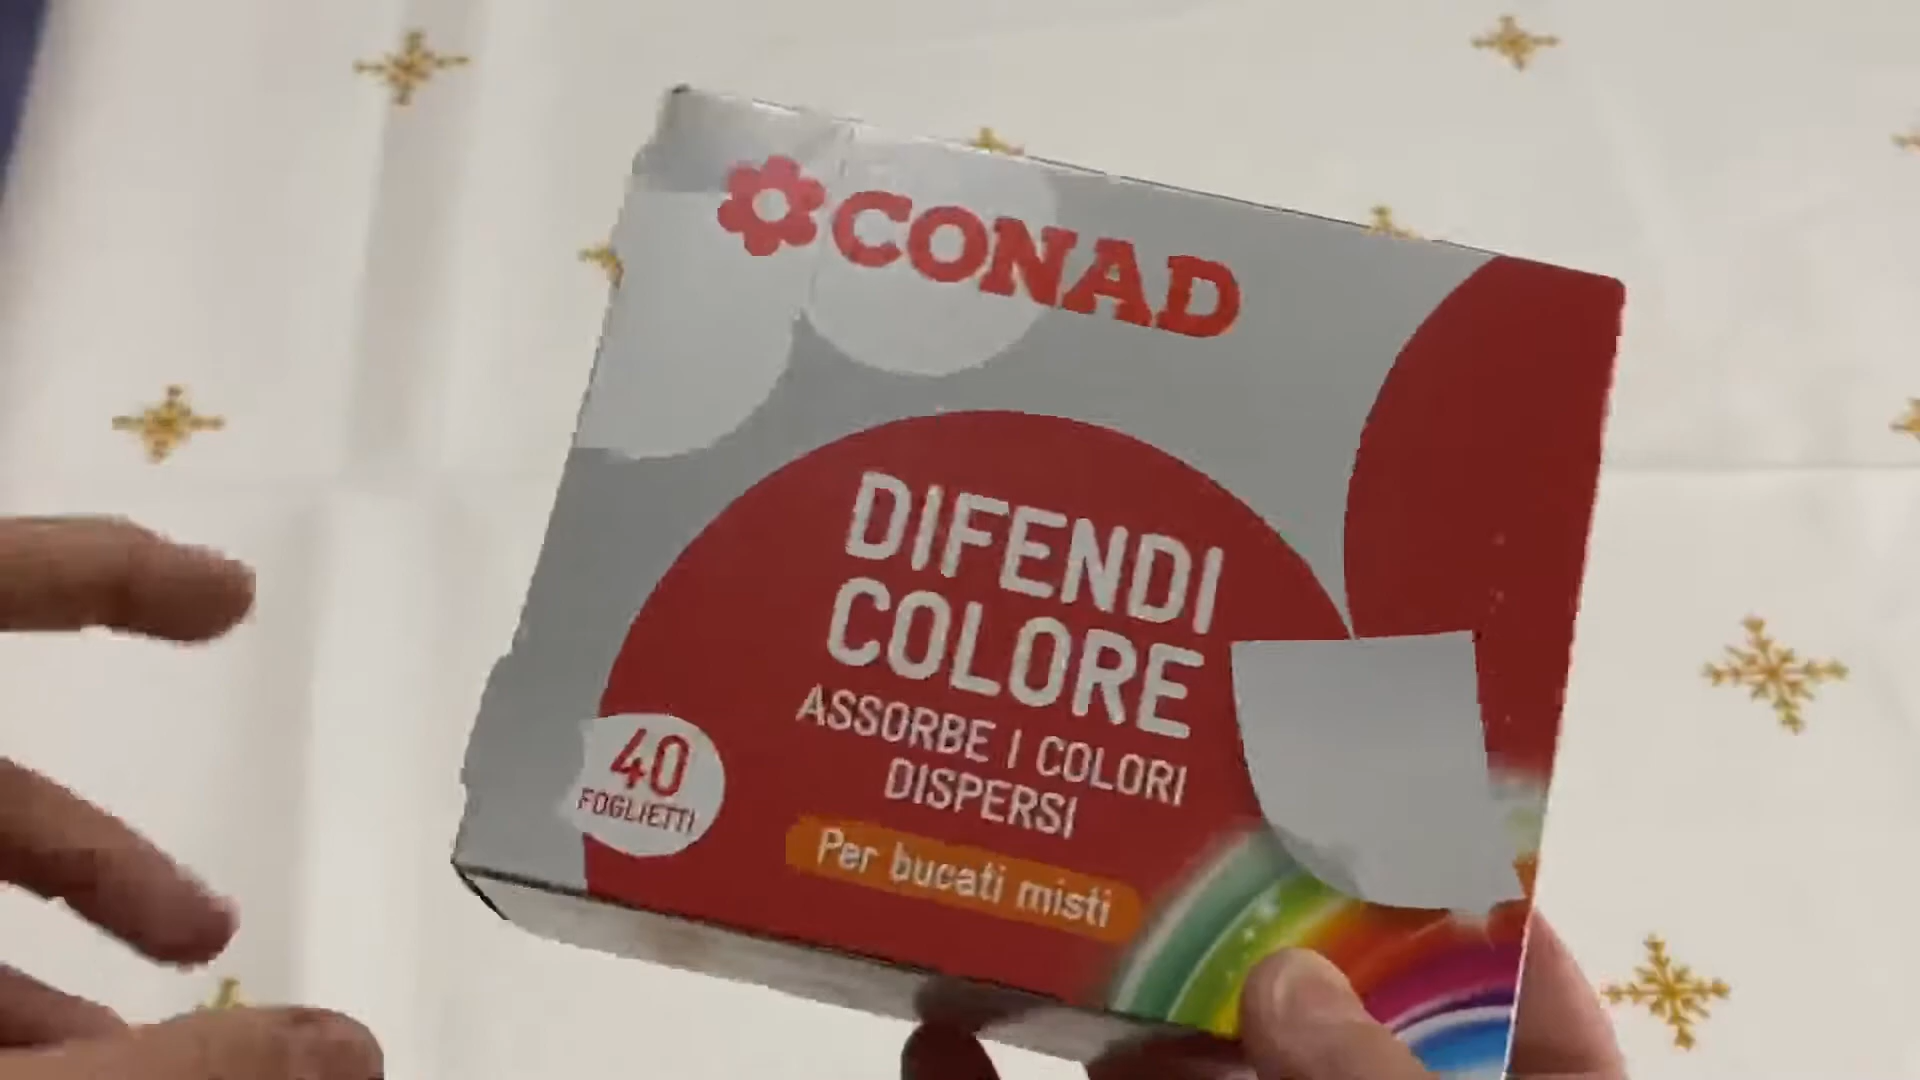 CONAD
DIFENDI
COLORE
ASSORBE I COLORI
DISPERSI
40
FOGLIETTI
Per bucati misti